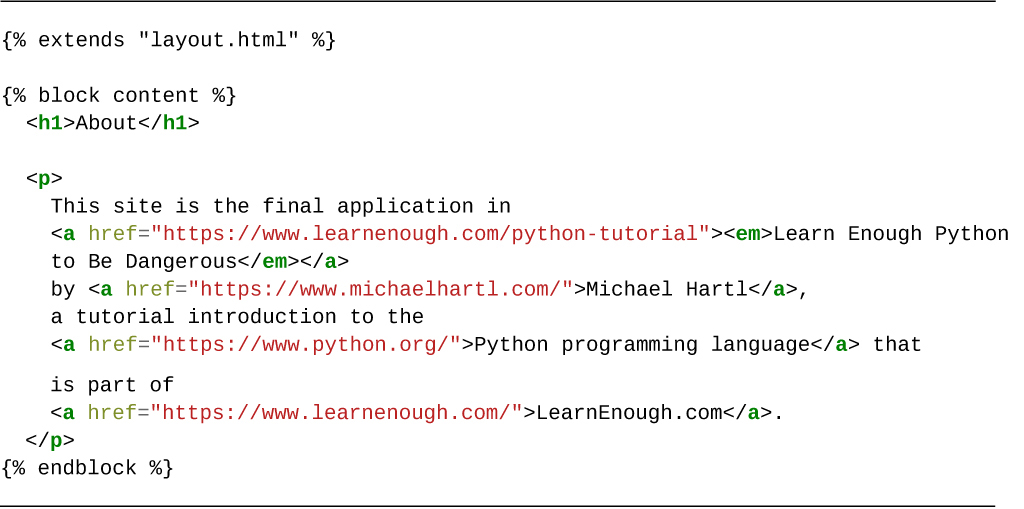 {% extends "layout.html" %}
{% block content %}
<h1>About</h1>
<p>
This site is the final application in
<a href="https://www.learnenough.com/python-tutorial"><em>Learn Enough Python
to Be Dangerous</em></a>
by <a href="https://www.michaelhartl.com/">Michael Hartl</a>,
a tutorial introduction to the
<a href="https://www.python.org/">Python programming language</a> that
is part of
<a href="https://www.learnenough.com/">LearnEnough.com</a>.
</p>
{% endblock %}